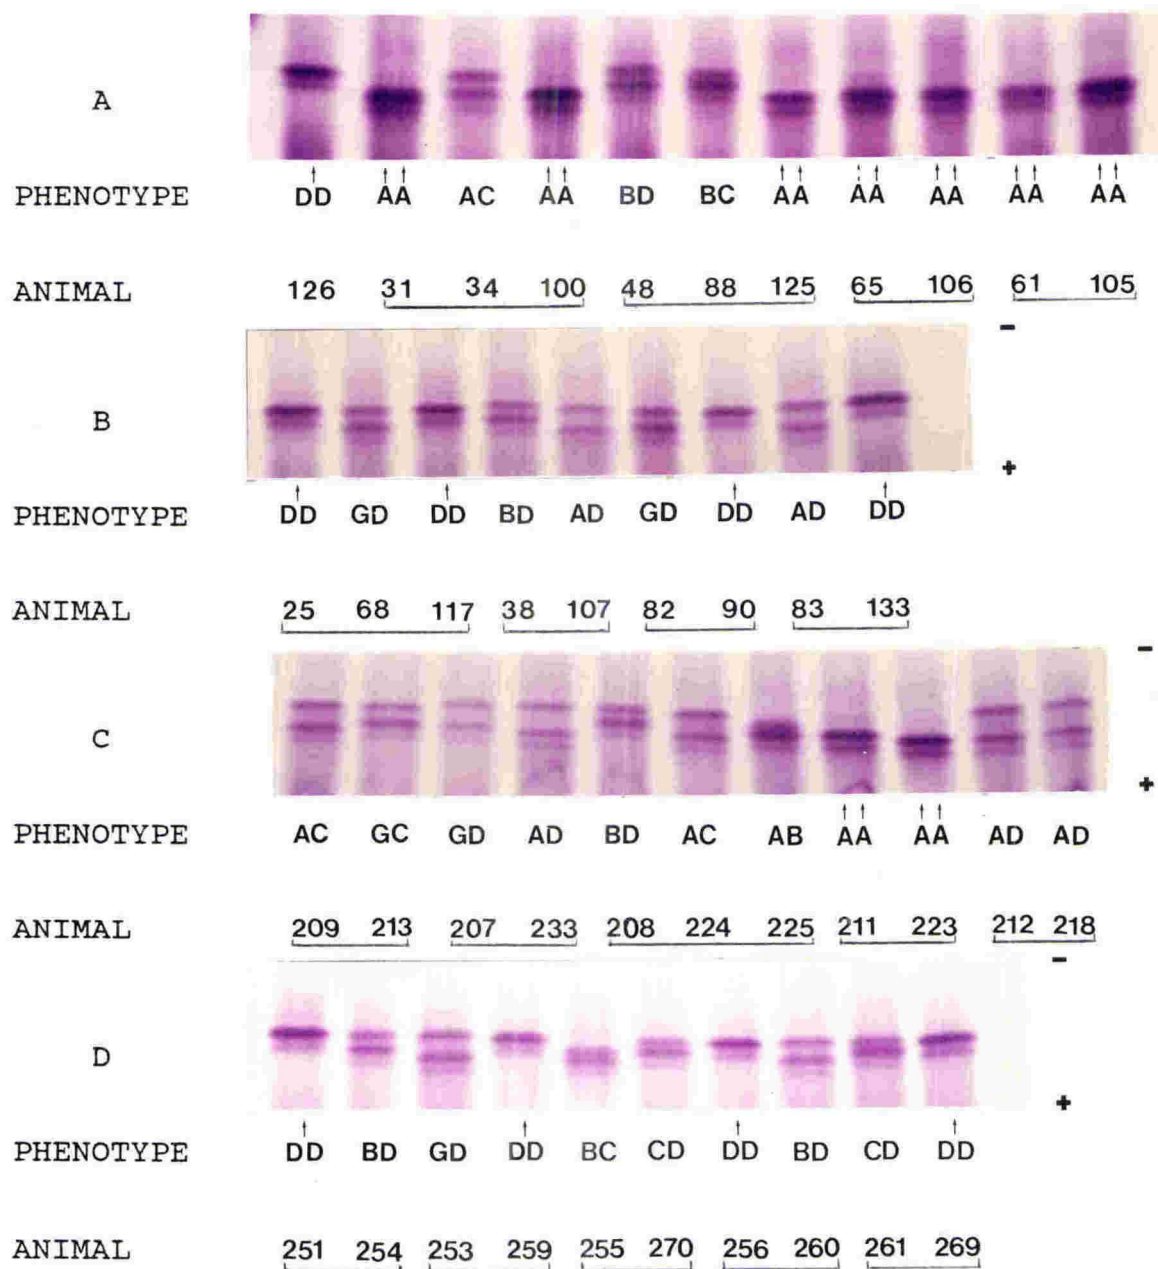 A
PHENOTYPE DD AA AC AA BD BC AA AA AA AA AA
ANIMAL 126 31 34 100 48 88 125 65 106 61 105
-
B
+
PHENOTYPE DD GD DD BD AD GD DD AD DD
ANIMAL 25 68 117 38 107 82 90 83 133
-
C
+
PHENOTYPE AC GC GD AD BD AC AB AA AA AD AD
ANIMAL 209 213 207 233 208 224 225 211 223 212 218
-
D
+
PHENOTYPE DD BD GD DD BC CD DD BD CD DD
ANIMAL 251 254 253 259 255 270 256 260 261 269